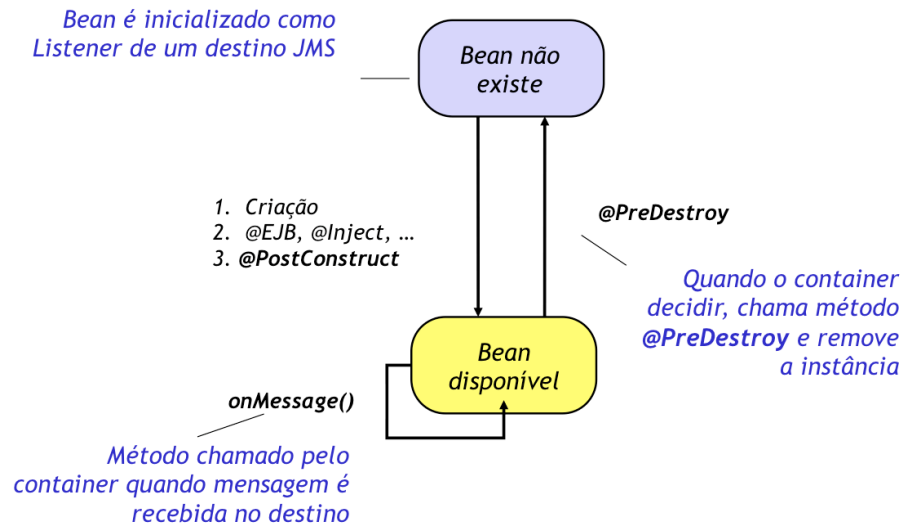 Bean é inicializado como
Listener de um destino JMS
Bean não
existe
1. Criação
2. @EJB, @Inject, …
3. @PostConstruct
@PreDestroy
Quando o container
decidir, chama método
@PreDestroy e remove
a instância
Bean
disponível
onMessage()
Método chamado pelo
container quando mensagem é
recebida no destino